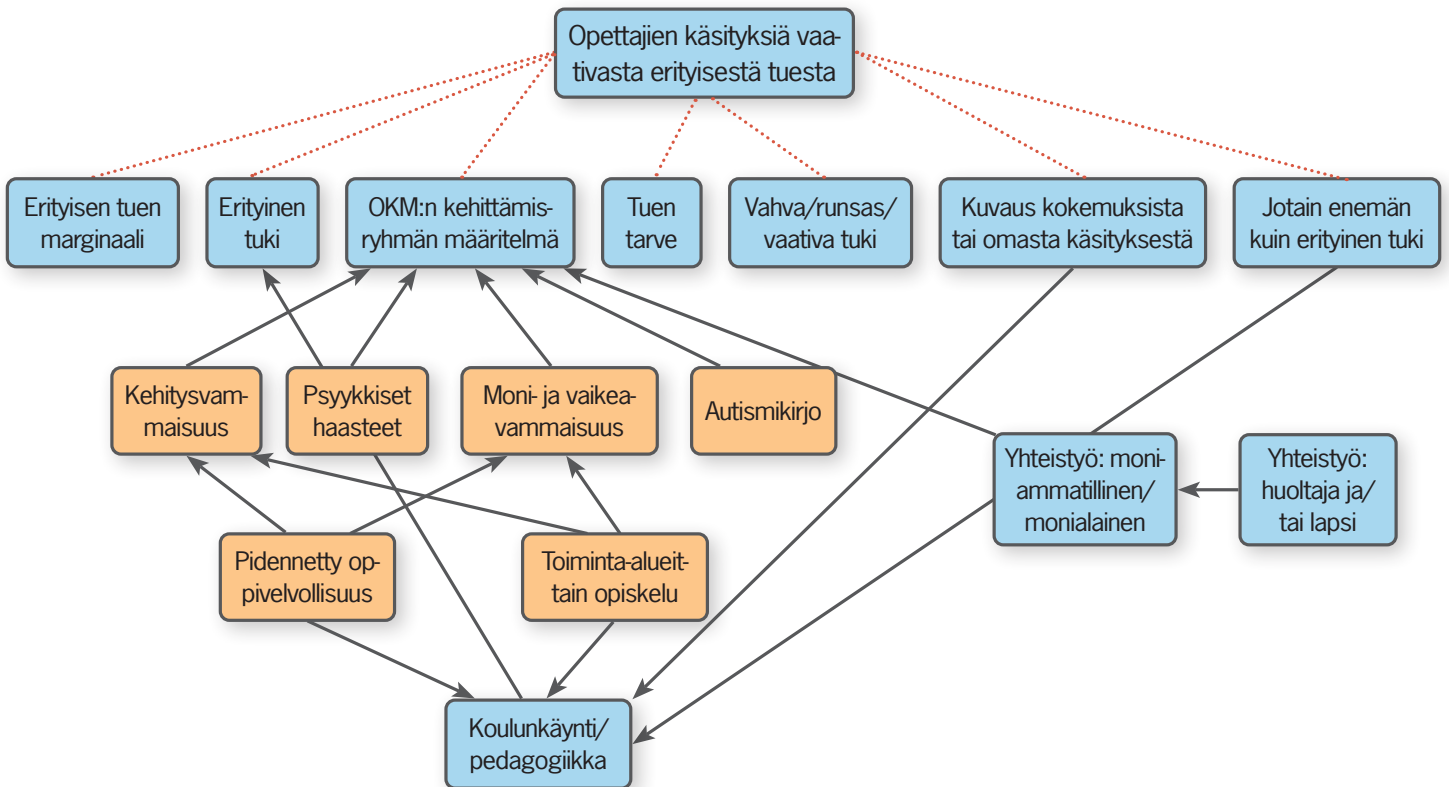 Opettajien käsityksiä vaa-
tivasta erityisestä tuesta
Erityisen tuen
marginaali
Erityinen
tuki
OKM:n kehittämis-
ryhmän määritelmä
Tuen
tarve
Vahva/runsas/
vaativa tuki
Kuvaus kokemuksista
tai omasta käsityksestä
Jotain enemän
kuin erityinen tuki
Kehitysvam-
maisuus
Psyykkiset
haasteet
Moni- ja vaikea-
vammaisuus
Autismikirjo
Yhteistyö: moni-
ammatillinen/
monialainen
Yhteistyö:
huoltaja ja/
tai lapsi
Pidennetty op-
pivelvollisuus
Toiminta-alueit-
tain opiskelu
Koulunkäynti/
pedagogiikka